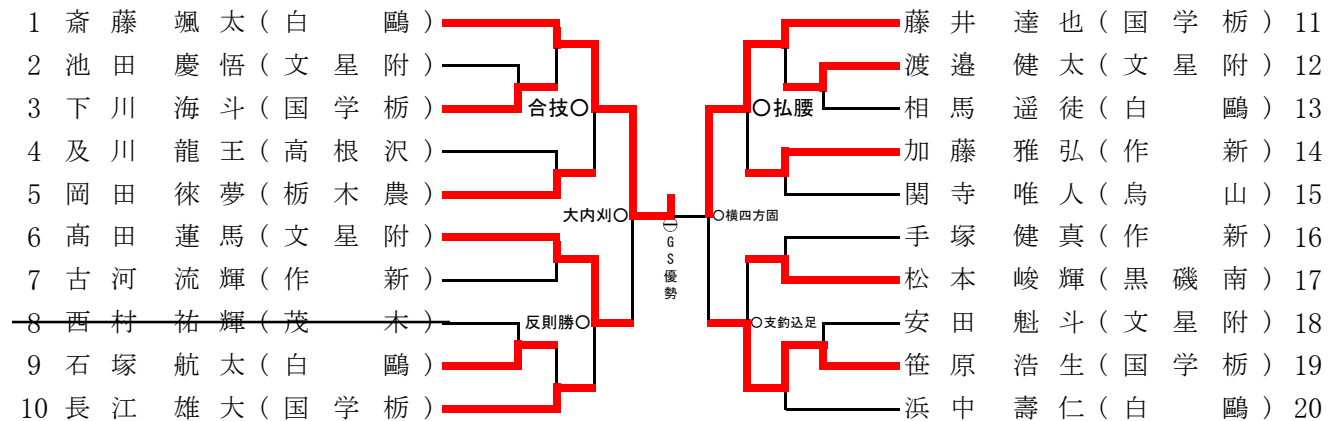 1 斎藤 颯太(白 鷗)
2 池田 慶悟(文星附)
3 下川 海斗(国学栃)
合技○
4 及川 龍王(高根沢)
5 岡田 徠夢(栃木農)
大内刈○
6 髙田 蓮馬(文星附)
7 古河 流輝(作 新)
8 西村 祐輝(茂 木)
反則勝○
9 石塚 航太(白 鷗)
10 長江 雄大(国学栃)
GS優勢
藤井 達也(国学栃) 11
渡邉 健太(文星附) 12
○払腰
相馬 遥徒(白 鷗) 13
加藤 雅弘(作 新) 14
関寺 唯人(烏 山) 15
○横四方固
手塚 健真(作 新) 16
松本 峻輝(黒磯南) 17
○支釣込足
安田 魁斗(文星附) 18
笹原 浩生(国学栃) 19
浜中 壽仁(白 鷗) 20